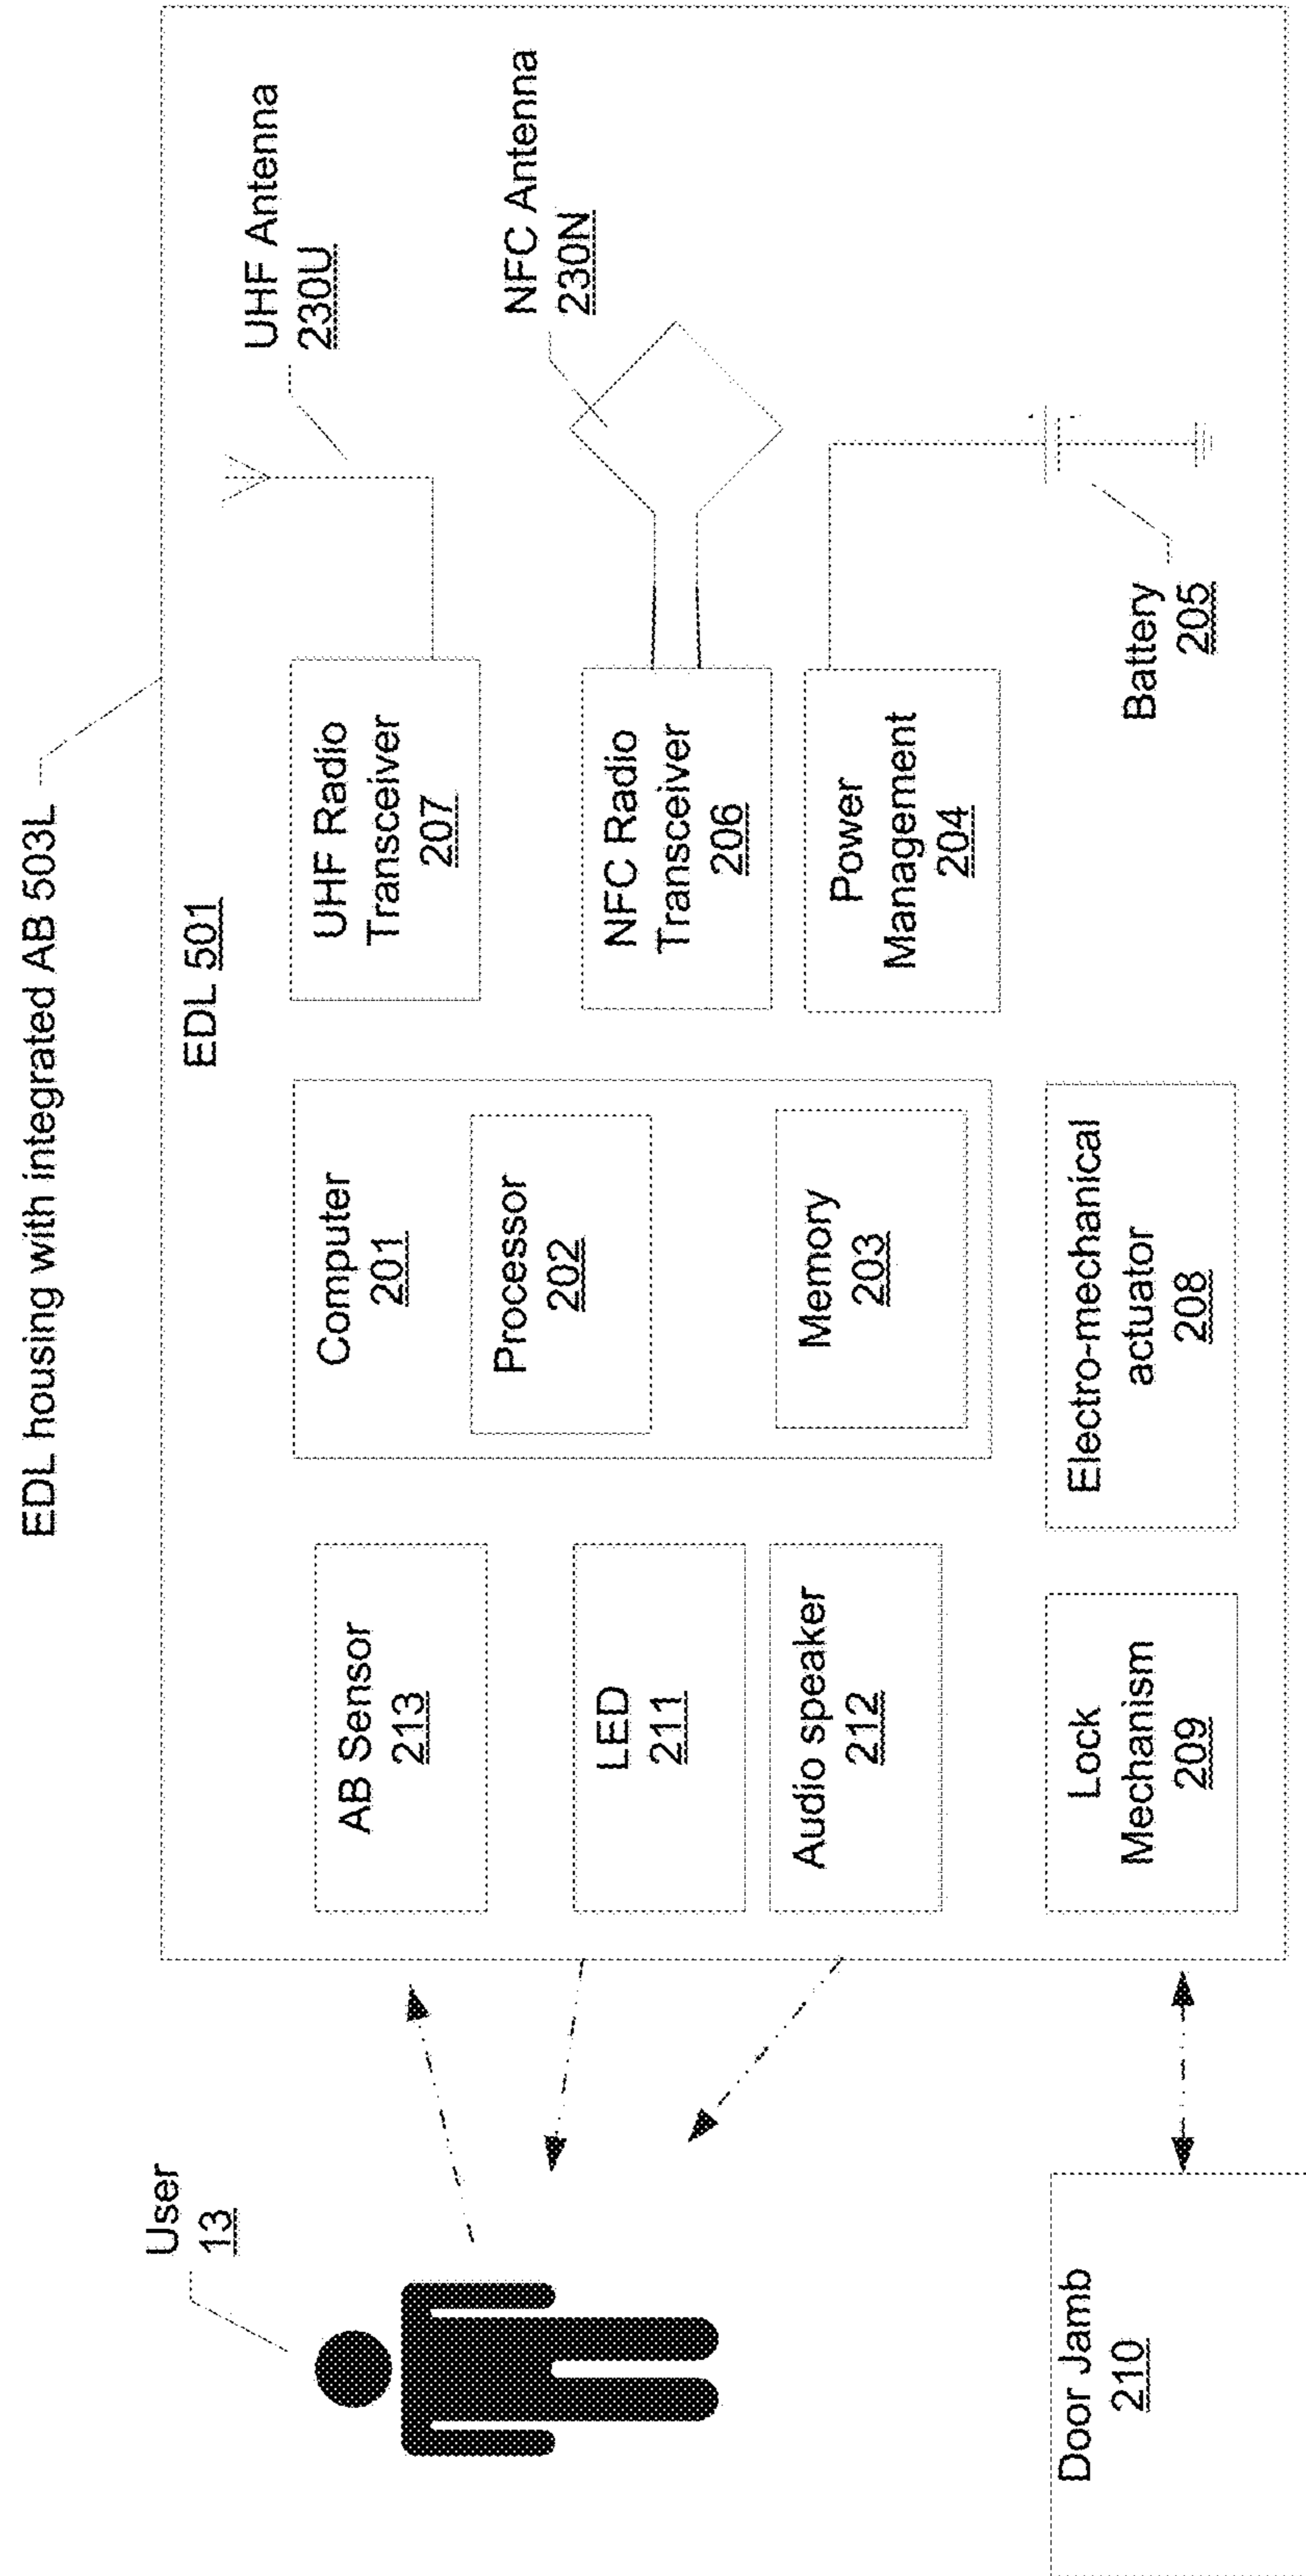 EDL housing with integrated AB 503L
EDL 501
User
13
AB Sensor
213
LED
211
Audio speaker
212
Lock
Mechanism
209
Door Jamb
210
Computer
201
Processor
202
Memory
203
Electro-mechanical
actuator
208
UHF Radio
Transceiver
207
NFC Radio
Transceiver
206
Power
Management
204
UHF Antenna
230U
NFC Antenna
230N
Battery
205